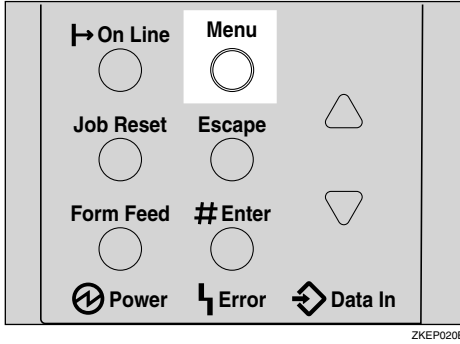 On Line Menu
Job Reset Escape
Form Feed # Enter
Power Error Data In